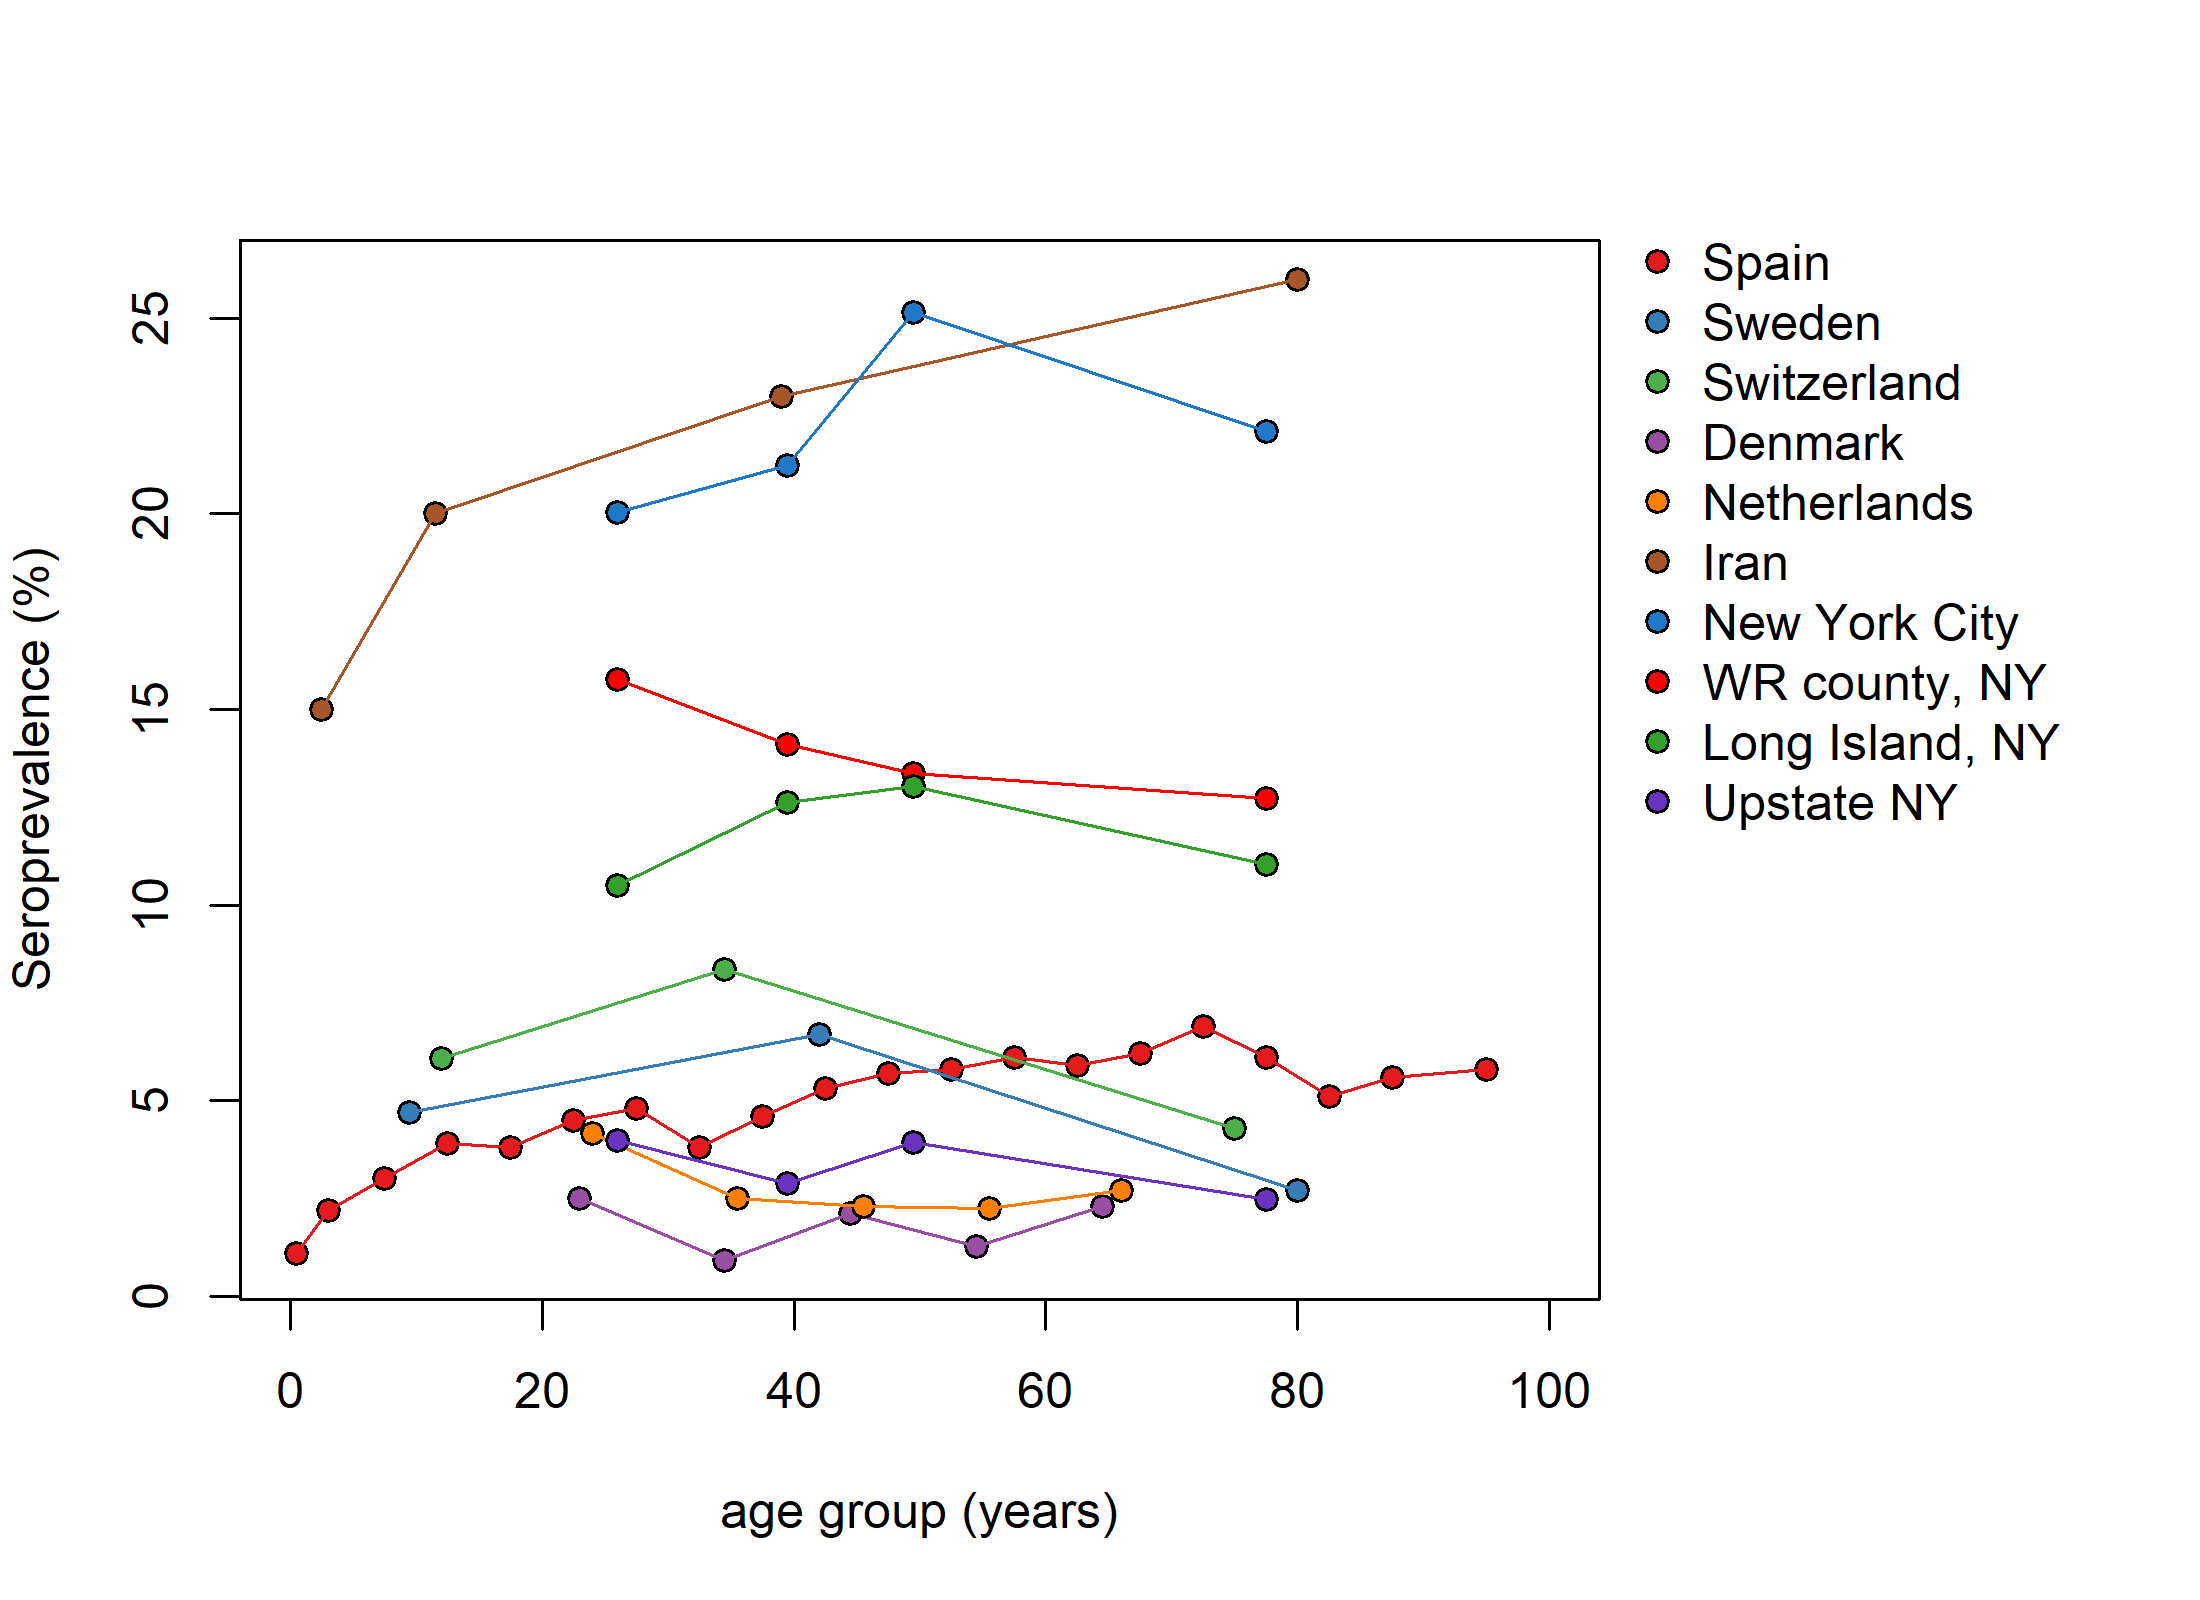 Seroprevalence (%)
25
20
15
10
5
0
0 20 40 60 80 100
age group (years)
Spain
Sweden
Switzerland
Denmark
Netherlands
Iran
New York City
WR county, NY
Long Island, NY
Upstate NY